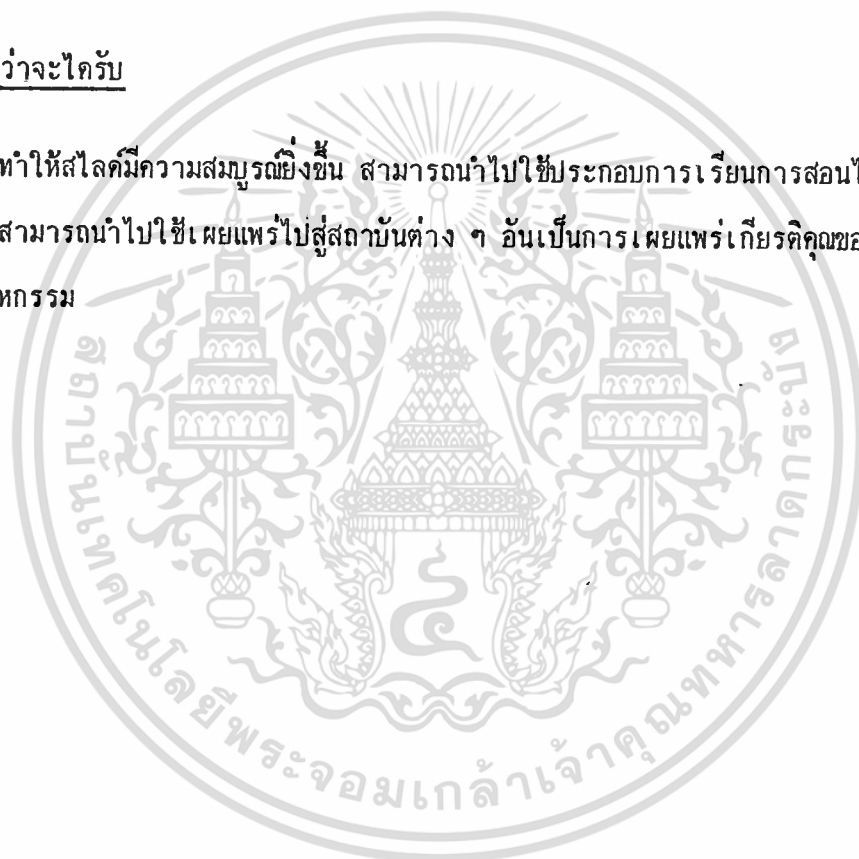 ว่าจะได้รับ
ทำให้สไลด์มีความสมบูรณ์ยิ่งขึ้น สามารถนำไปใช้ประกอบการเรียนการสอนไ
สามารถนำไปใช้เผยแพร่ไปสู่สถาบันต่าง ๆ อันเป็นการเผยแพร่เกียรติคุณขอ
หกรรม
สถาบันเทคโนโลยีพระจอมเกล้าเจ้าคุณทหารลาดกระบัง